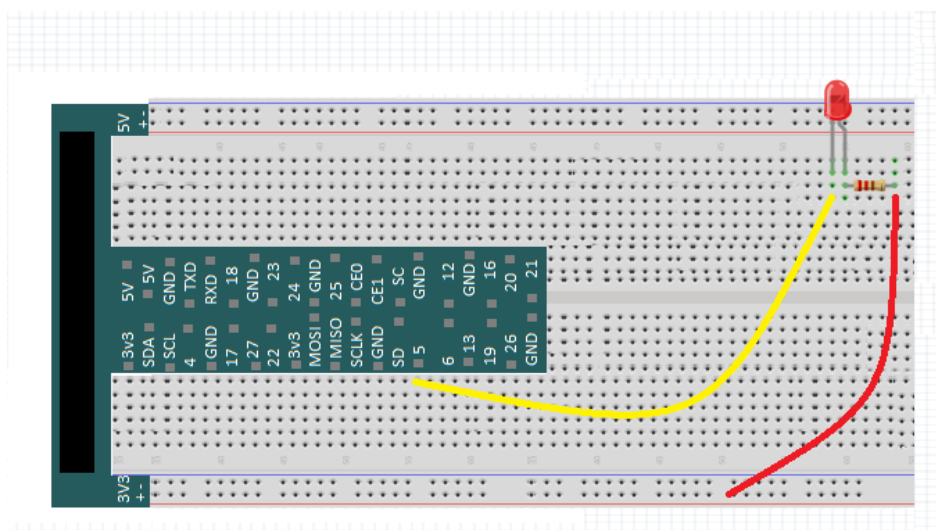 5V
+-
5V 5V GND TXD RXD 18 GND 23 24 GND 25 CE0 CE1 SC GND 12 GND 16 20 21
3v3 SDA SCL 4 GND 17 27 22 3v3 MOSI MISO SCLK GND SD 5 6 13 19 26 GND
3V3
+-